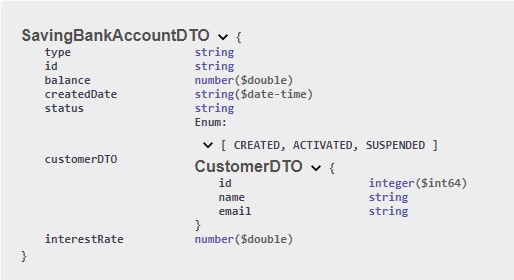 SavingBankAccountDTO {
type string
id string
balance number($double)
createdDate string($date-time)
status string
Enum:
[ CREATED, ACTIVATED, SUSPENDED ]
customerDTO CustomerDTO {
id integer($int64)
name string
email string
}
interestRate number($double)
}